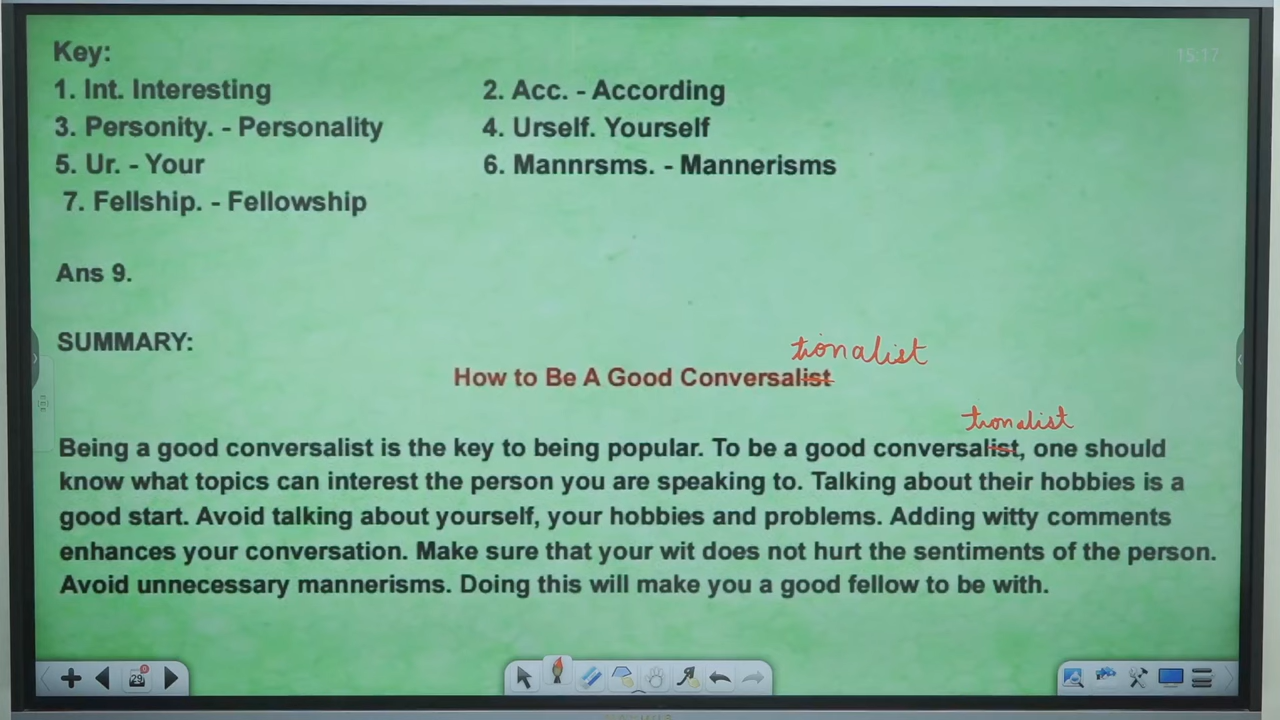 15:17
Key:
1. Int. Interesting 2. Acc. - According
3. Personity. - Personality 4. Urself. Yourself
5. Ur. - Your 6. Mannrsms. - Mannerisms
7. Fellship. - Fellowship
Ans 9.
SUMMARY:
tionalist
How to Be A Good Conversalist
tionalist
Being a good conversalist is the key to being popular. To be a good conversalist, one should
know what topics can interest the person you are speaking to. Talking about their hobbies is a
good start. Avoid talking about yourself, your hobbies and problems. Adding witty comments
enhances your conversation. Make sure that your wit does not hurt the sentiments of the person.
Avoid unnecessary mannerisms. Doing this will make you a good fellow to be with.
29
0